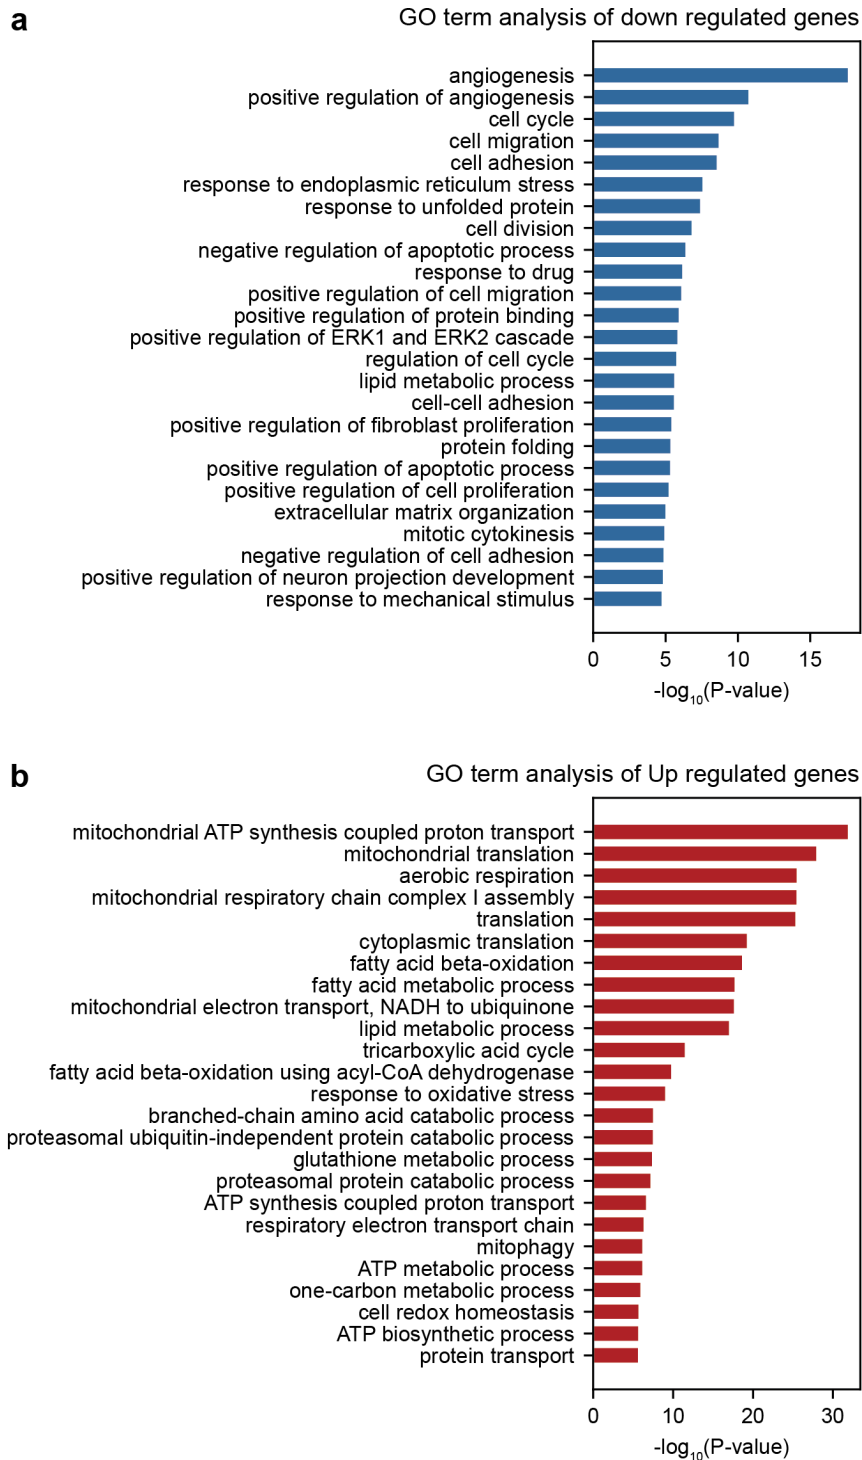 a
GO term analysis of down regulated genes
angiogenesis
positive regulation of angiogenesis
cell cycle
cell migration
cell adhesion
response to endoplasmic reticulum stress
response to unfolded protein
cell division
negative regulation of apoptotic process
response to drug
positive regulation of cell migration
positive regulation of protein binding
positive regulation of ERK1 and ERK2 cascade
regulation of cell cycle
lipid metabolic process
cell-cell adhesion
positive regulation of fibroblast proliferation
protein folding
positive regulation of apoptotic process
positive regulation of cell proliferation
extracellular matrix organization
mitotic cytokinesis
negative regulation of cell adhesion
positive regulation of neuron projection development
response to mechanical stimulus
0 5 10 15
-log10(P-value)
b
GO term analysis of Up regulated genes
mitochondrial ATP synthesis coupled proton transport
mitochondrial translation
aerobic respiration
mitochondrial respiratory chain complex I assembly
translation
cytoplasmic translation
fatty acid beta-oxidation
fatty acid metabolic process
mitochondrial electron transport, NADH to ubiquinone
lipid metabolic process
tricarboxylic acid cycle
fatty acid beta-oxidation using acyl-CoA dehydrogenase
response to oxidative stress
branched-chain amino acid catabolic process
proteasomal ubiquitin-independent protein catabolic process
glutathione metabolic process
proteasomal protein catabolic process
ATP synthesis coupled proton transport
respiratory electron transport chain
mitophagy
ATP metabolic process
one-carbon metabolic process
cell redox homeostasis
ATP biosynthetic process
protein transport
0 10 20 30
-log10(P-value)